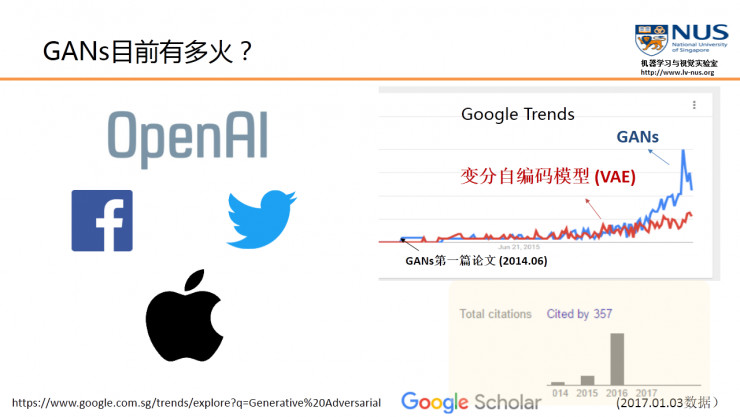 GANs目前有多火？
NUS
National University
of Singapore
机器学习与视觉实验室
http://www.lv-nus.org
OpenAI
Google Trends
GANs
变分自编码模型 (VAE)
Jun 21, 2015
GANs第一篇论文 (2014.06)
Total citations
Cited by 357
014 2015 2016 2017
https://www.google.com.sg/trends/explore?q=Generative%20Adversarial
Google Scholar
(2017.01.03数据）